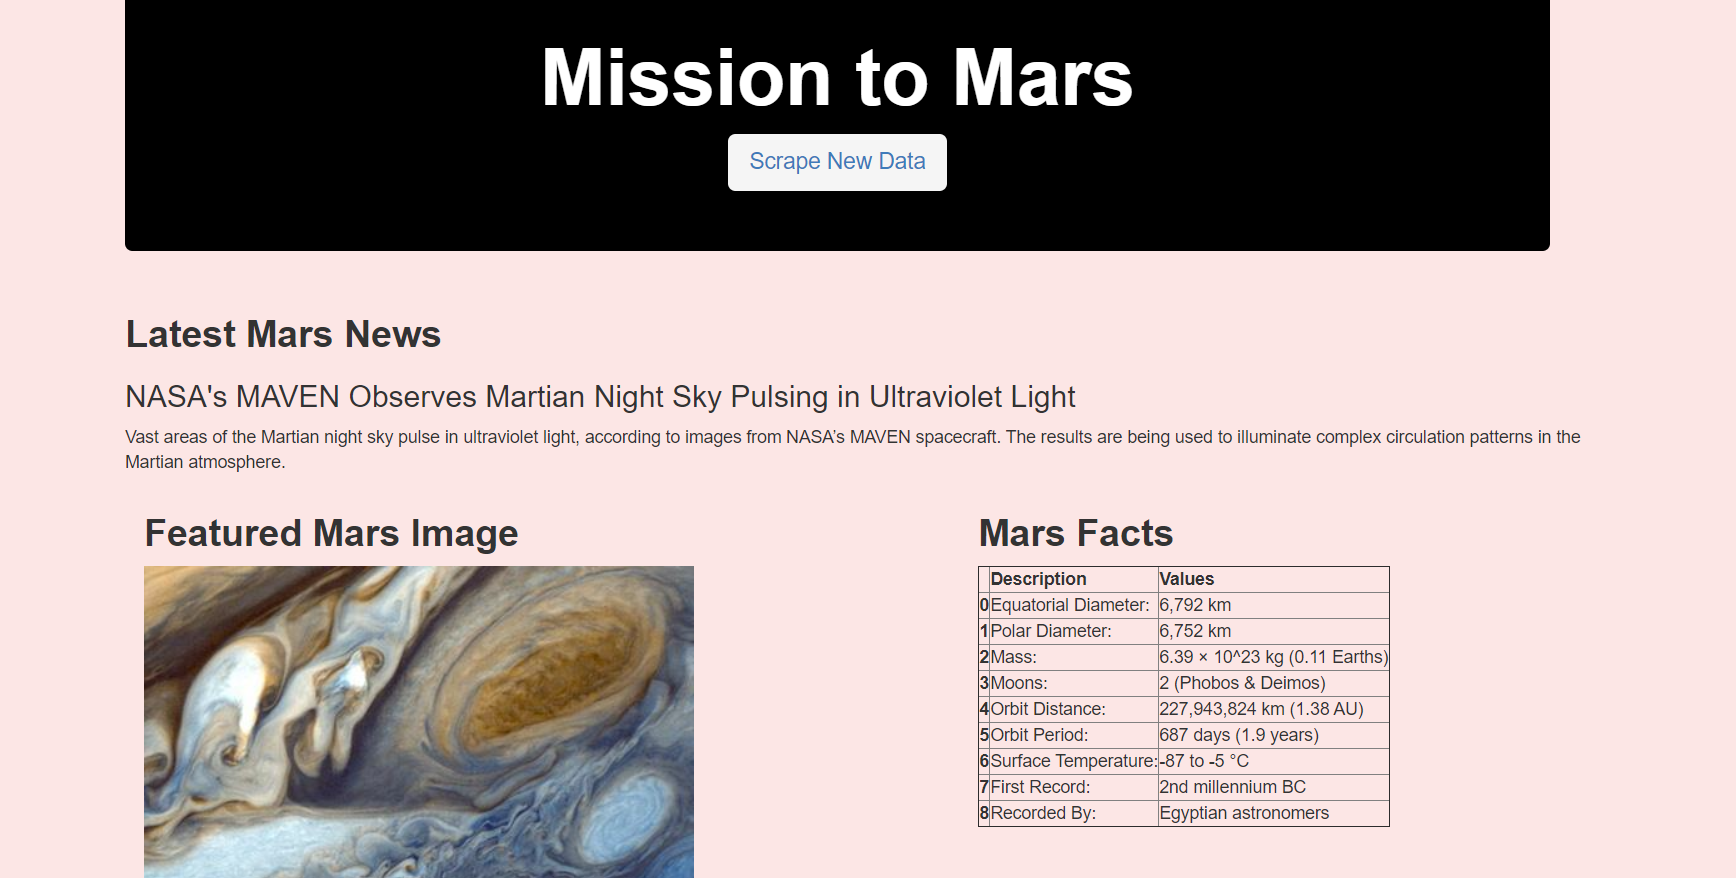 Mission to Mars
Scrape New Data
Latest Mars News
NASA's MAVEN Observes Martian Night Sky Pulsing in Ultraviolet Light
Vast areas of the Martian night sky pulse in ultraviolet light, according to images from NASA’s MAVEN spacecraft. The results are being used to illuminate complex circulation patterns in the
Martian atmosphere.
Featured Mars Image
Mars Facts
Description Values
0 Equatorial Diameter: 6,792 km
1 Polar Diameter: 6,752 km
2 Mass: 6.39 × 10^23 kg (0.11 Earths)
3 Moons: 2 (Phobos & Deimos)
4 Orbit Distance: 227,943,824 km (1.38 AU)
5 Orbit Period: 687 days (1.9 years)
6 Surface Temperature: -87 to -5 °C
7 First Record: 2nd millennium BC
8 Recorded By: Egyptian astronomers